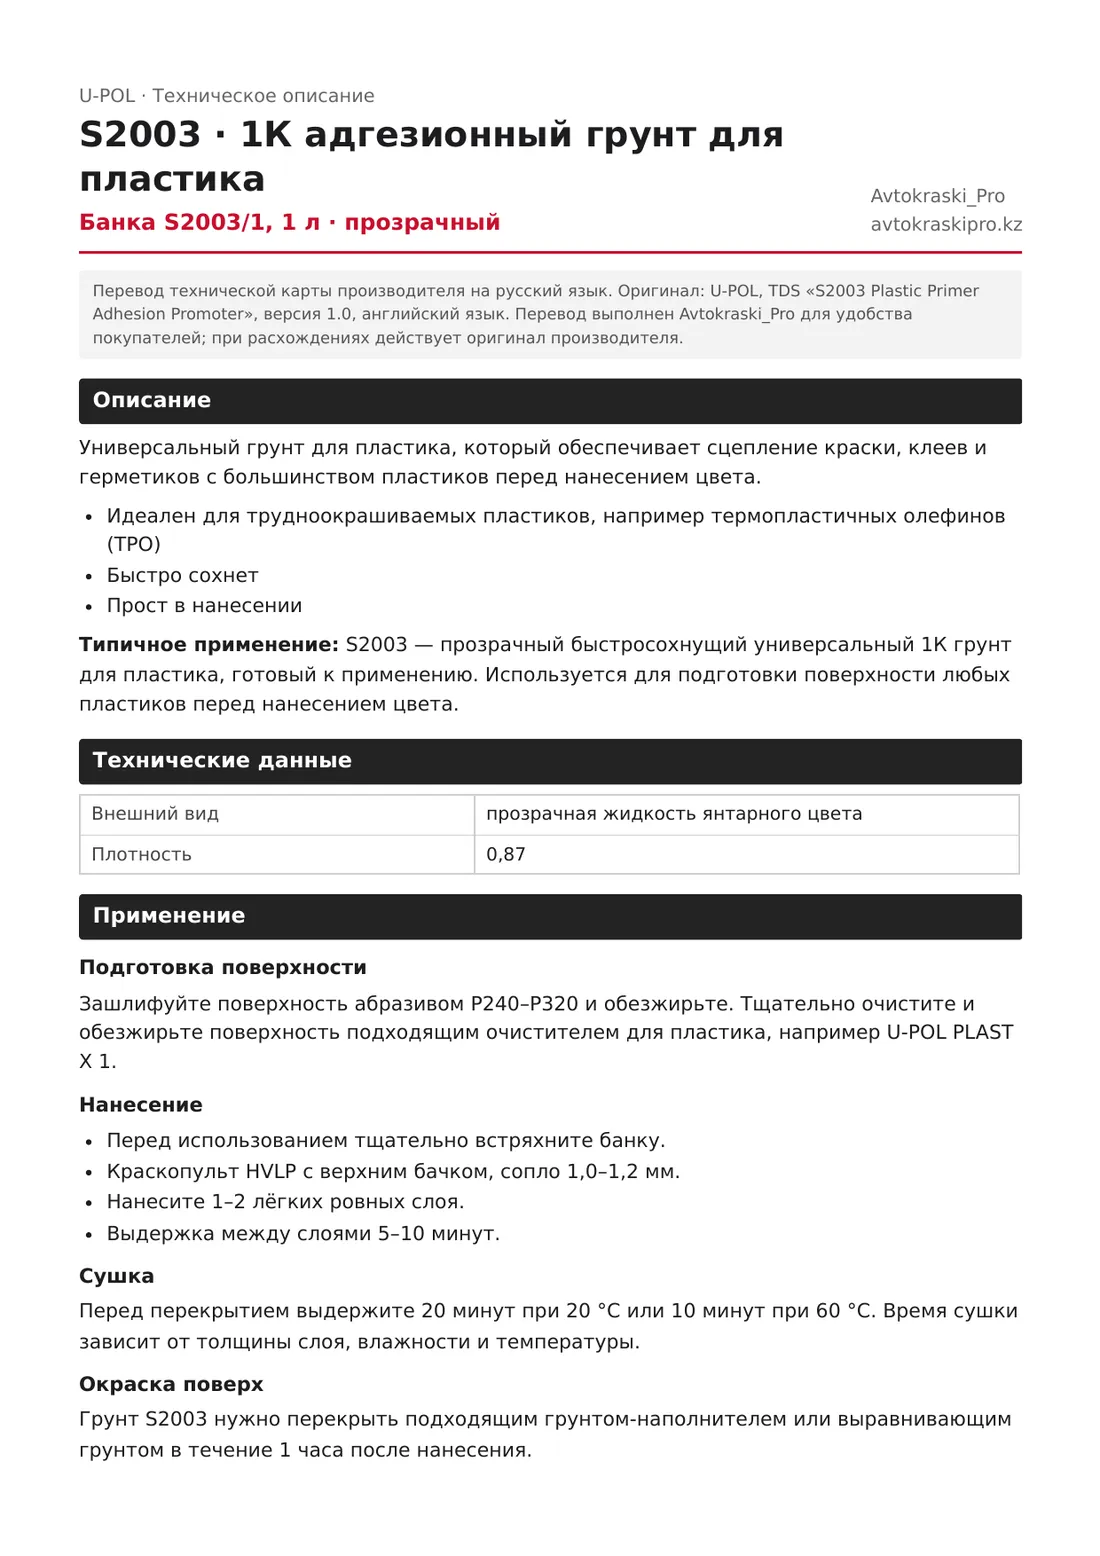 U-POL · Техническое описание
S2003 · 1К адгезионный грунт для
пластика
Банка S2003/1, 1 л · прозрачный
Avtokraski_Pro
avtokraskipro.kz
Перевод технической карты производителя на русский язык. Оригинал: U-POL, TDS «S2003 Plastic Primer
Adhesion Promoter», версия 1.0, английский язык. Перевод выполнен Avtokraski_Pro для удобства
покупателей; при расхождениях действует оригинал производителя.
Описание
Универсальный грунт для пластика, который обеспечивает сцепление краски, клеев и
герметиков с большинством пластиков перед нанесением цвета.
• Идеален для трудноокрашиваемых пластиков, например термопластичных олефинов
(TPO)
• Быстро сохнет
• Прост в нанесении
Типичное применение: S2003 — прозрачный быстросохнущий универсальный 1К грунт
для пластика, готовый к применению. Используется для подготовки поверхности любых
пластиков перед нанесением цвета.
Технические данные
Внешний вид прозрачная жидкость янтарного цвета
Плотность 0,87
Применение
Подготовка поверхности
Зашлифуйте поверхность абразивом P240–P320 и обезжирьте. Тщательно очистите и
обезжирьте поверхность подходящим очистителем для пластика, например U-POL PLAST
X 1.
Нанесение
• Перед использованием тщательно встряхните банку.
• Краскопульт HVLP с верхним бачком, сопло 1,0–1,2 мм.
• Нанесите 1–2 лёгких ровных слоя.
• Выдержка между слоями 5–10 минут.
Сушка
Перед перекрытием выдержите 20 минут при 20 °C или 10 минут при 60 °C. Время сушки
зависит от толщины слоя, влажности и температуры.
Окраска поверх
Грунт S2003 нужно перекрыть подходящим грунтом-наполнителем или выравнивающим
грунтом в течение 1 часа после нанесения.